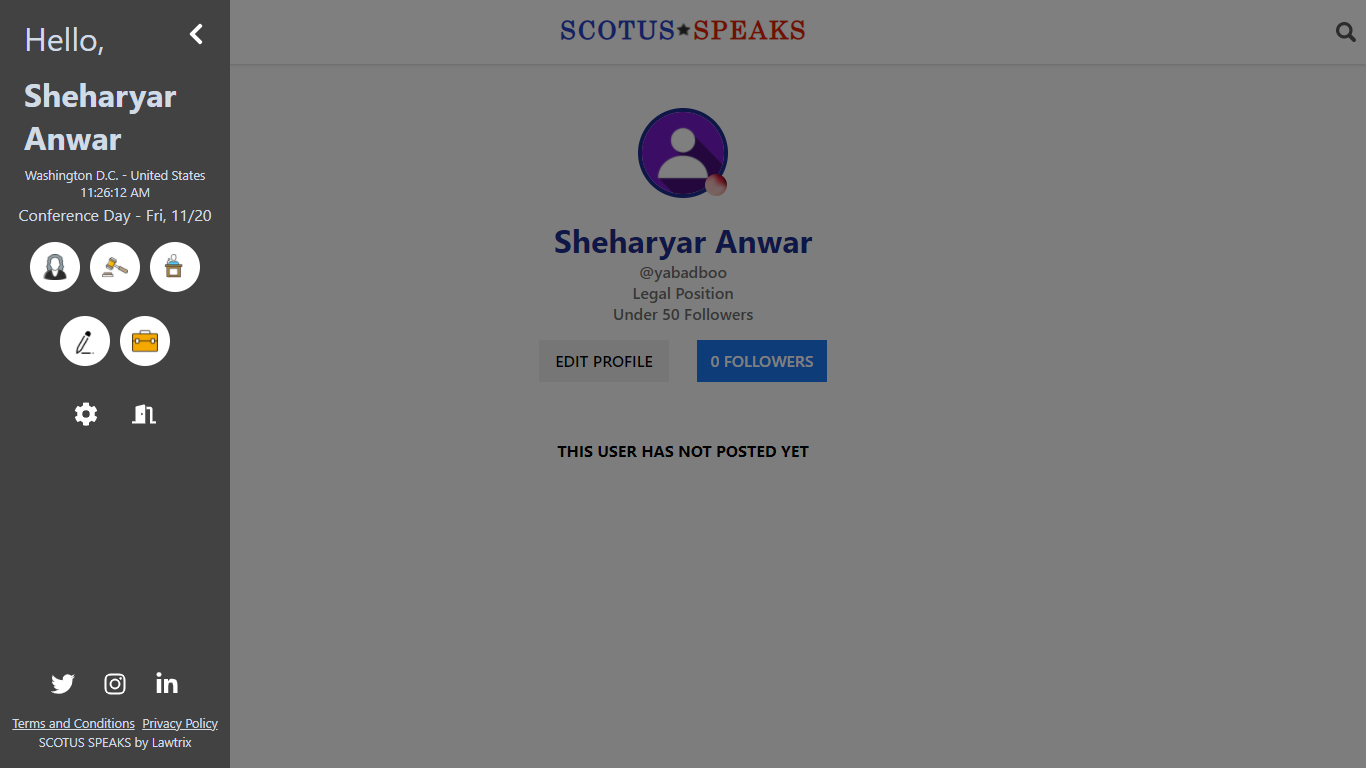 Hello,
Sheharyar
Anwar
Washington D.C. - United States
11:26:12 AM
Conference Day - Fri, 11/20
Terms and Conditions Privacy Policy
SCOTUS SPEAKS by Lawtrix
SCOTUS★SPEAKS
Sheharyar Anwar
@yabadboo
Legal Position
Under 50 Followers
EDIT PROFILE 0 FOLLOWERS
THIS USER HAS NOT POSTED YET